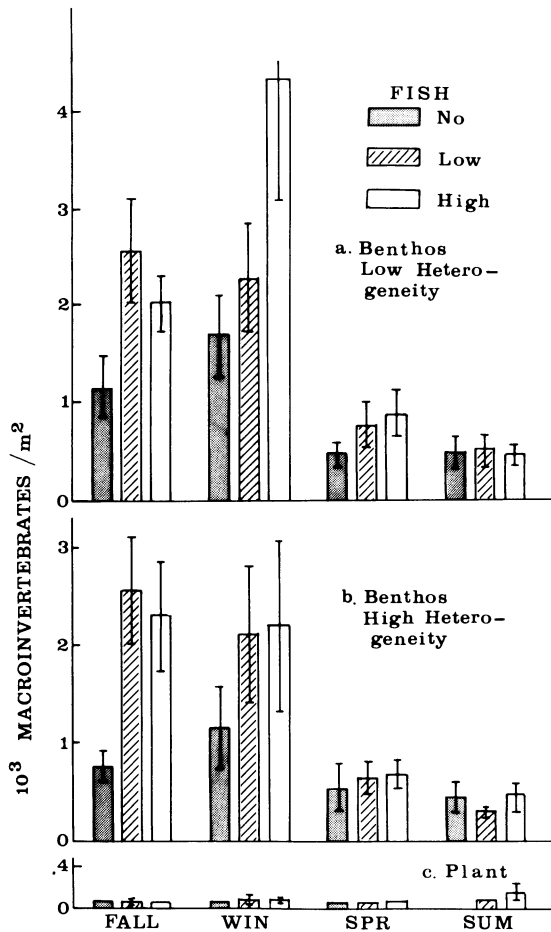 4
3
2
1
0
FISH
No
Low
High
a. Benthos
Low Hetero-
geneity
10³ MACROINVERTEBRATES /m²
3
2
1
0
b. Benthos
High Hetero-
geneity
.4
0
c. Plant
FALL WIN SPR SUM